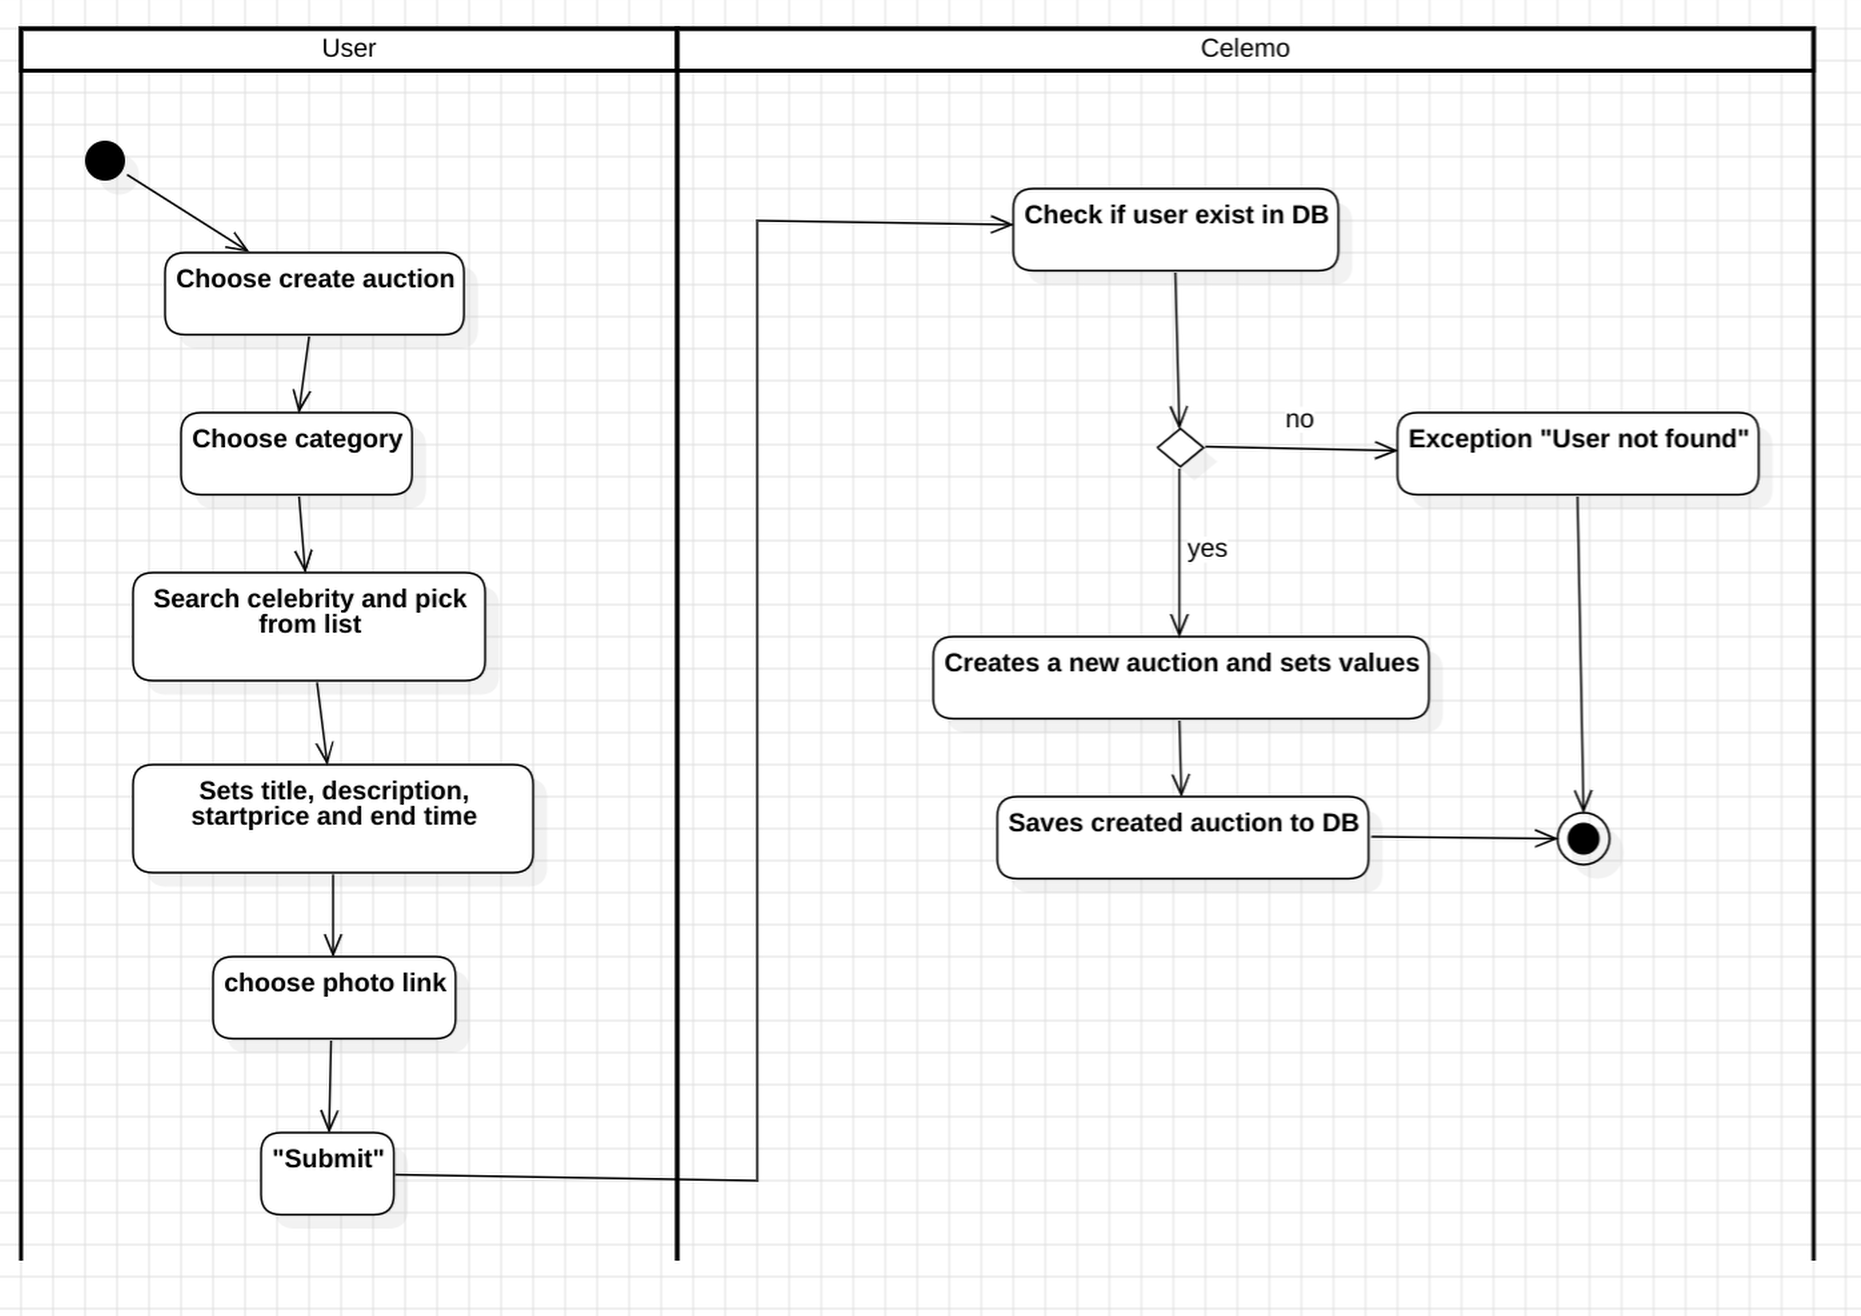 User
Celemo
Choose create auction
Choose category
Search celebrity and pick
from list
Sets title, description,
startprice and end time
choose photo link
"Submit"
Check if user exist in DB
no
Exception "User not found"
yes
Creates a new auction and sets values
Saves created auction to DB